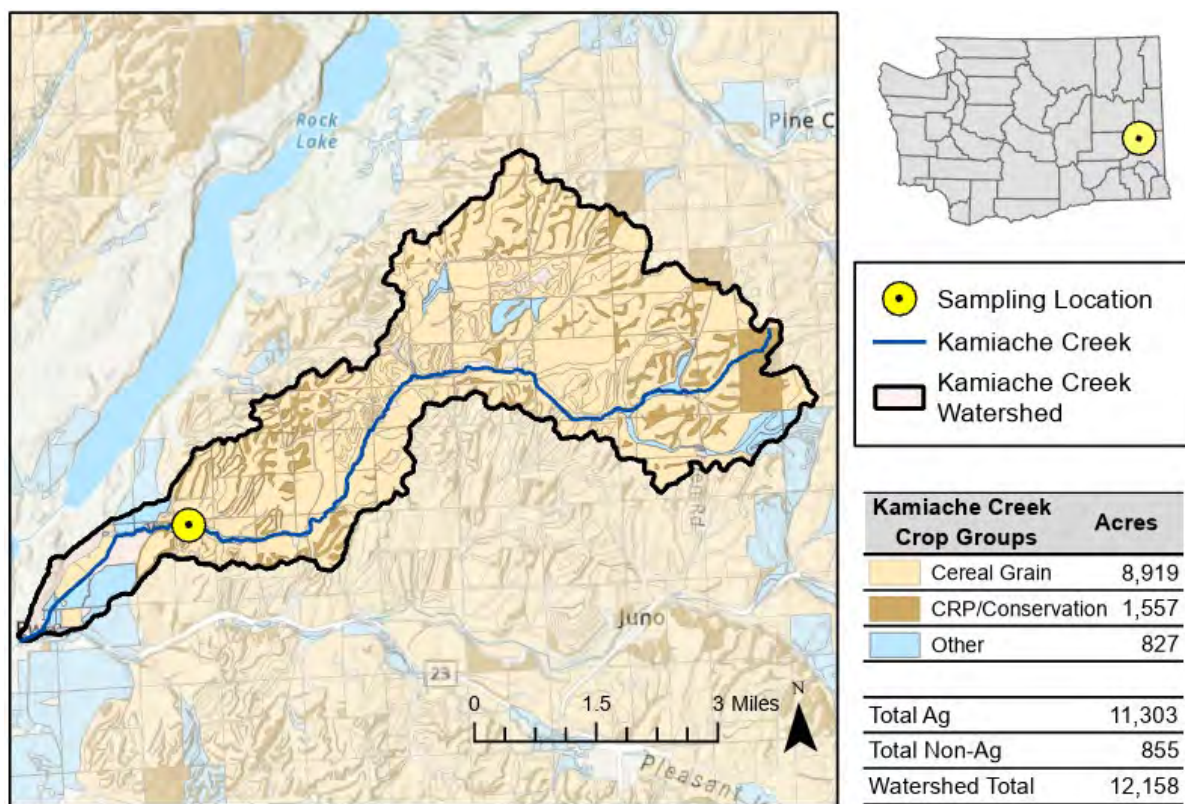 Rock
Lake
Pine C
Juno
23
0 1.5 3 Miles
N
Pleasant
Sampling Location
Kamiache Creek
Kamiache Creek
Watershed
Kamiache Creek
Crop Groups
Acres
Cereal Grain 8,919
CRP/Conservation 1,557
Other 827
Total Ag 11,303
Total Non-Ag 855
Watershed Total 12,158